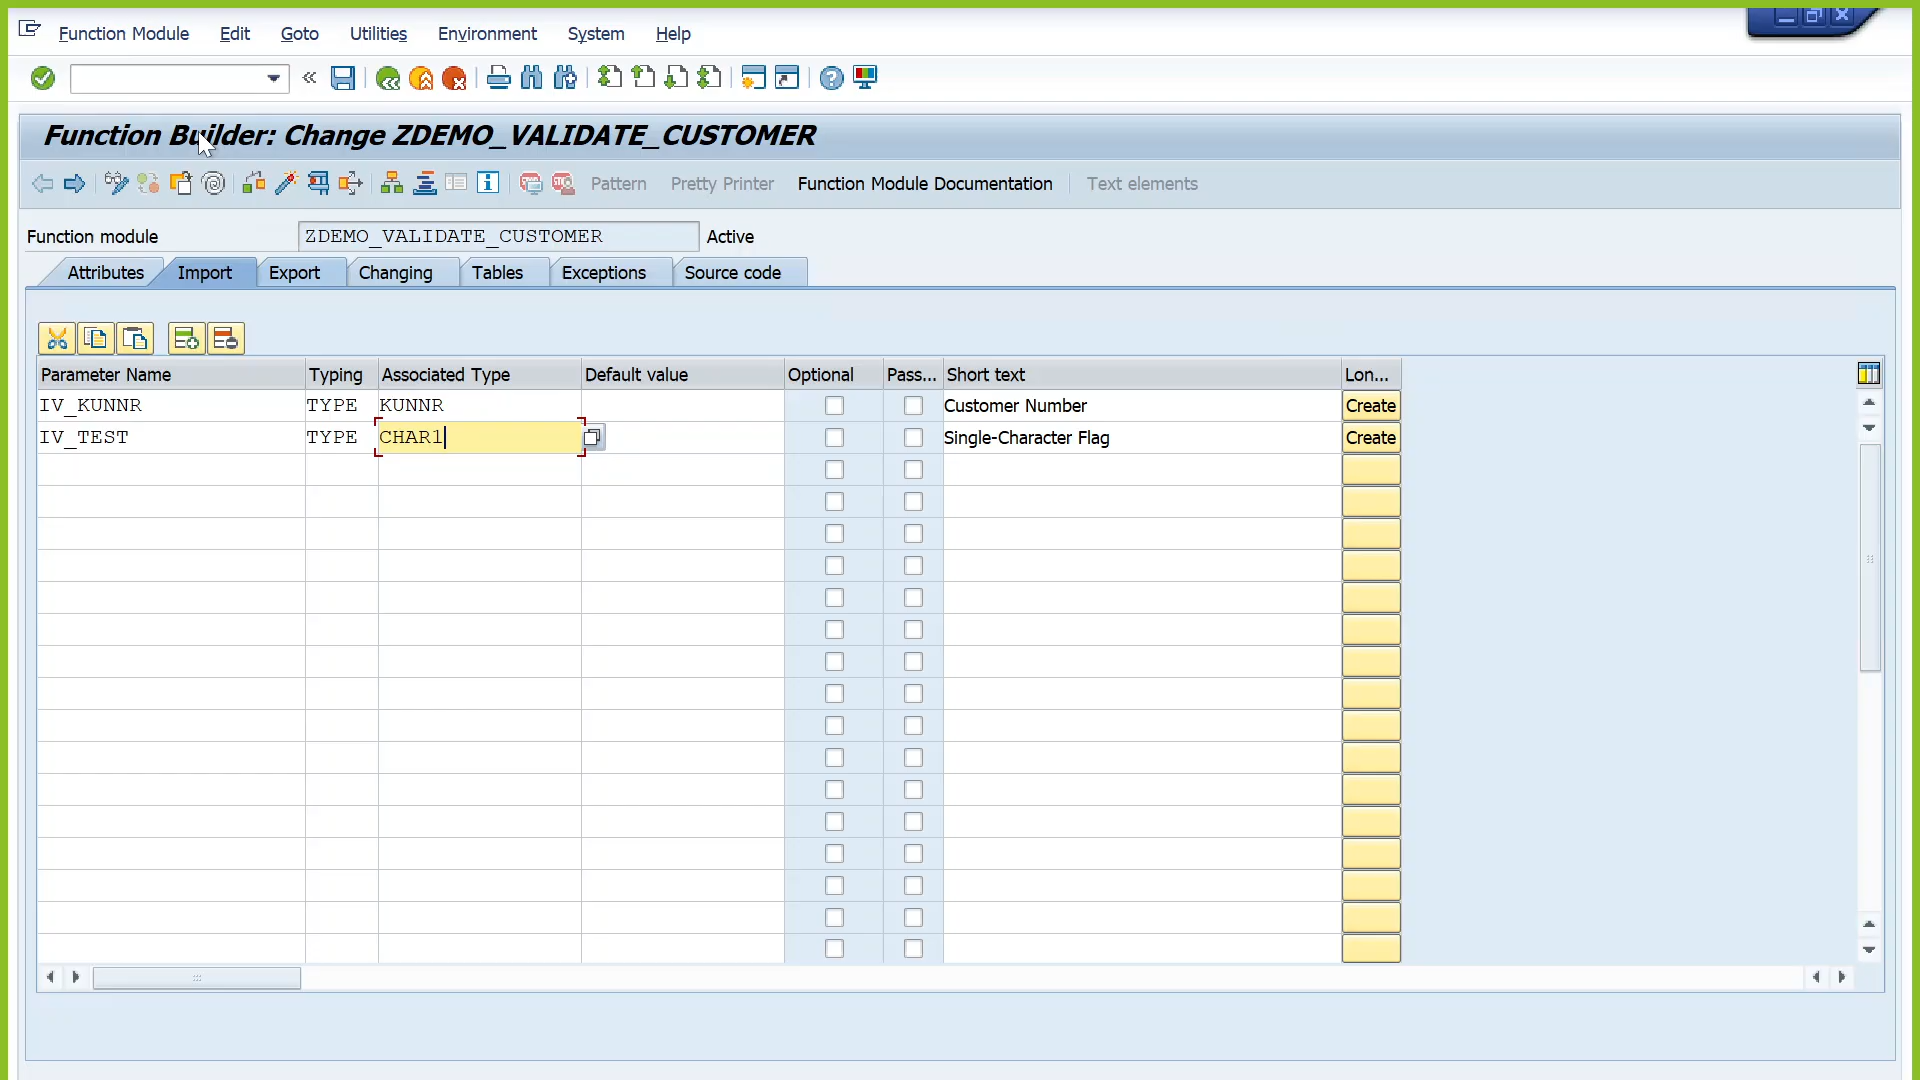 Function Module Edit Goto Utilities Environment System Help
Function Builder: Change ZDEMO_VALIDATE_CUSTOMER
Pattern Pretty Printer Function Module Documentation Text elements
Function module ZDEMO_VALIDATE_CUSTOMER Active
Attributes Import Export Changing Tables Exceptions Source code
Parameter Name Typing Associated Type Default value Optional Pass... Short text Lon...
IV_KUNNR TYPE KUNNR Customer Number Create
IV_TEST TYPE CHAR1 Single-Character Flag Create